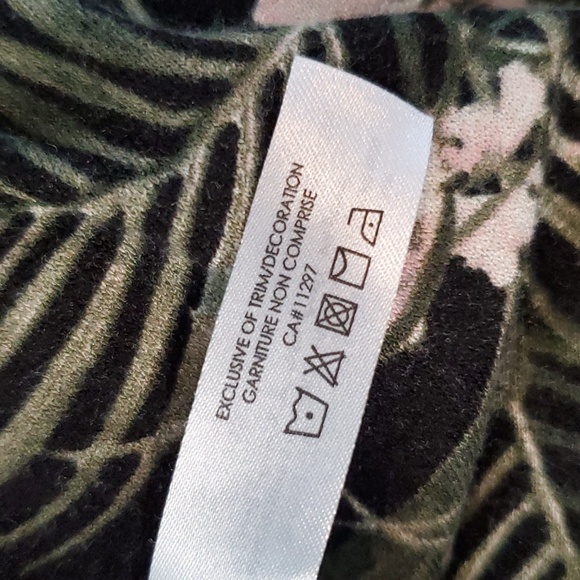 EXCLUSIVE OF TRIM/DECORATION
GARNITURE NON COMPRISE
CA#11297